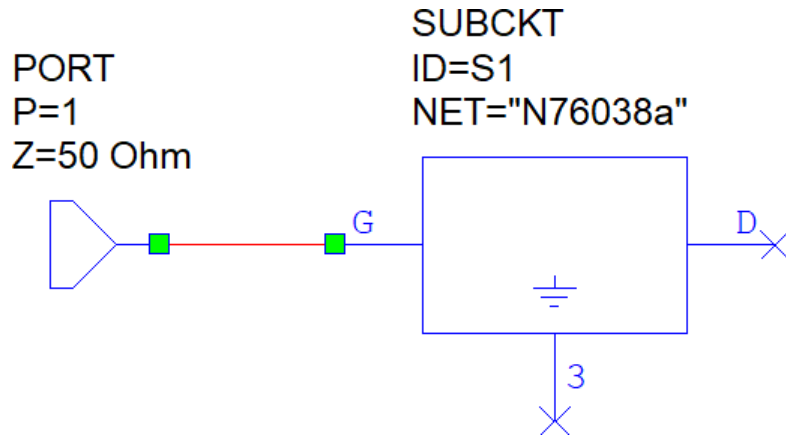 PORT
P=1
Z=50 Ohm
SUBCKT
ID=S1
NET="N76038a"
G
D
3